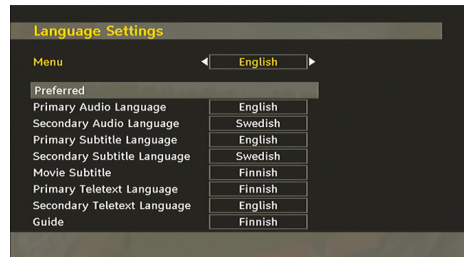 Language Settings
Menu English
Preferred
Primary Audio Language English
Secondary Audio Language Swedish
Primary Subtitle Language English
Secondary Subtitle Language Swedish
Movie Subtitle Finnish
Primary Teletext Language Finnish
Secondary Teletext Language English
Guide Finnish